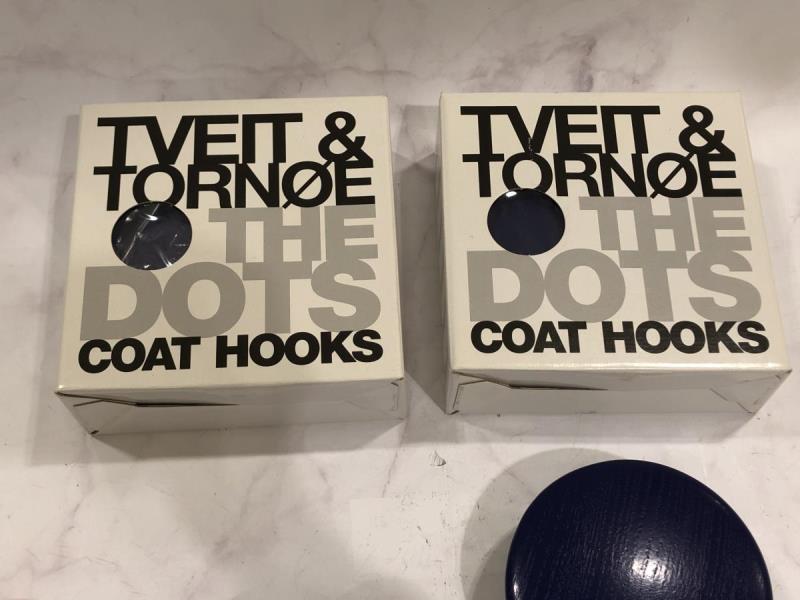 TVEIT &
TORNØE
THE
DOTS
COAT HOOKS
TVEIT &
TORNØE
THE
DOTS
COAT HOOKS